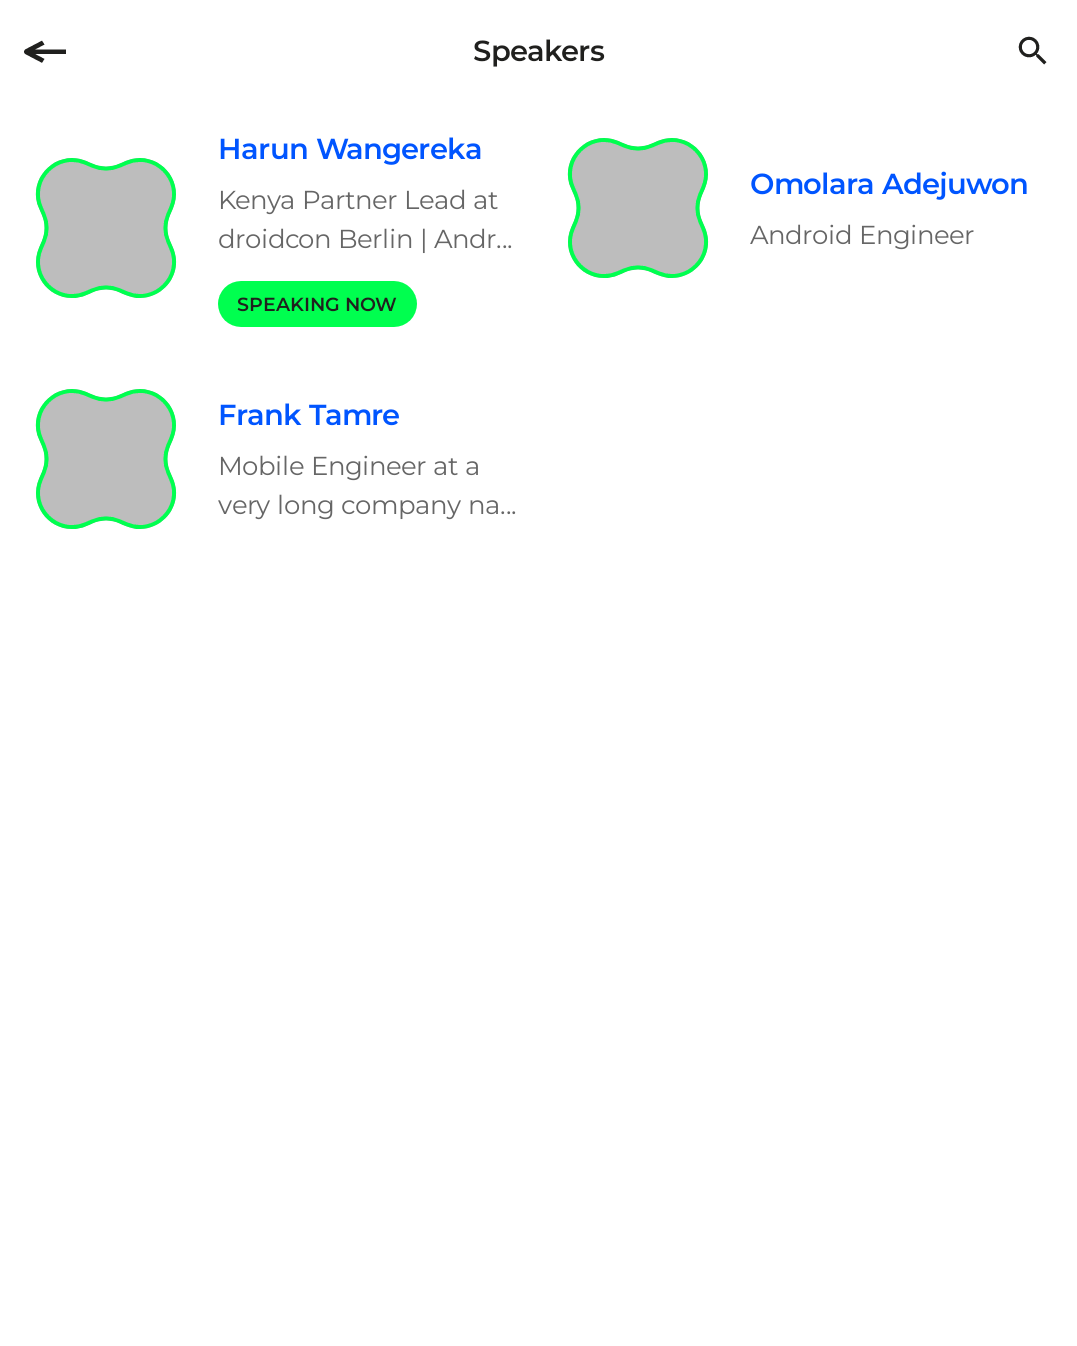 Speakers
Harun Wangereka
Kenya Partner Lead at
droidcon Berlin | Andr...
SPEAKING NOW
Omolara Adejuwon
Android Engineer
Frank Tamre
Mobile Engineer at a
very long company na...